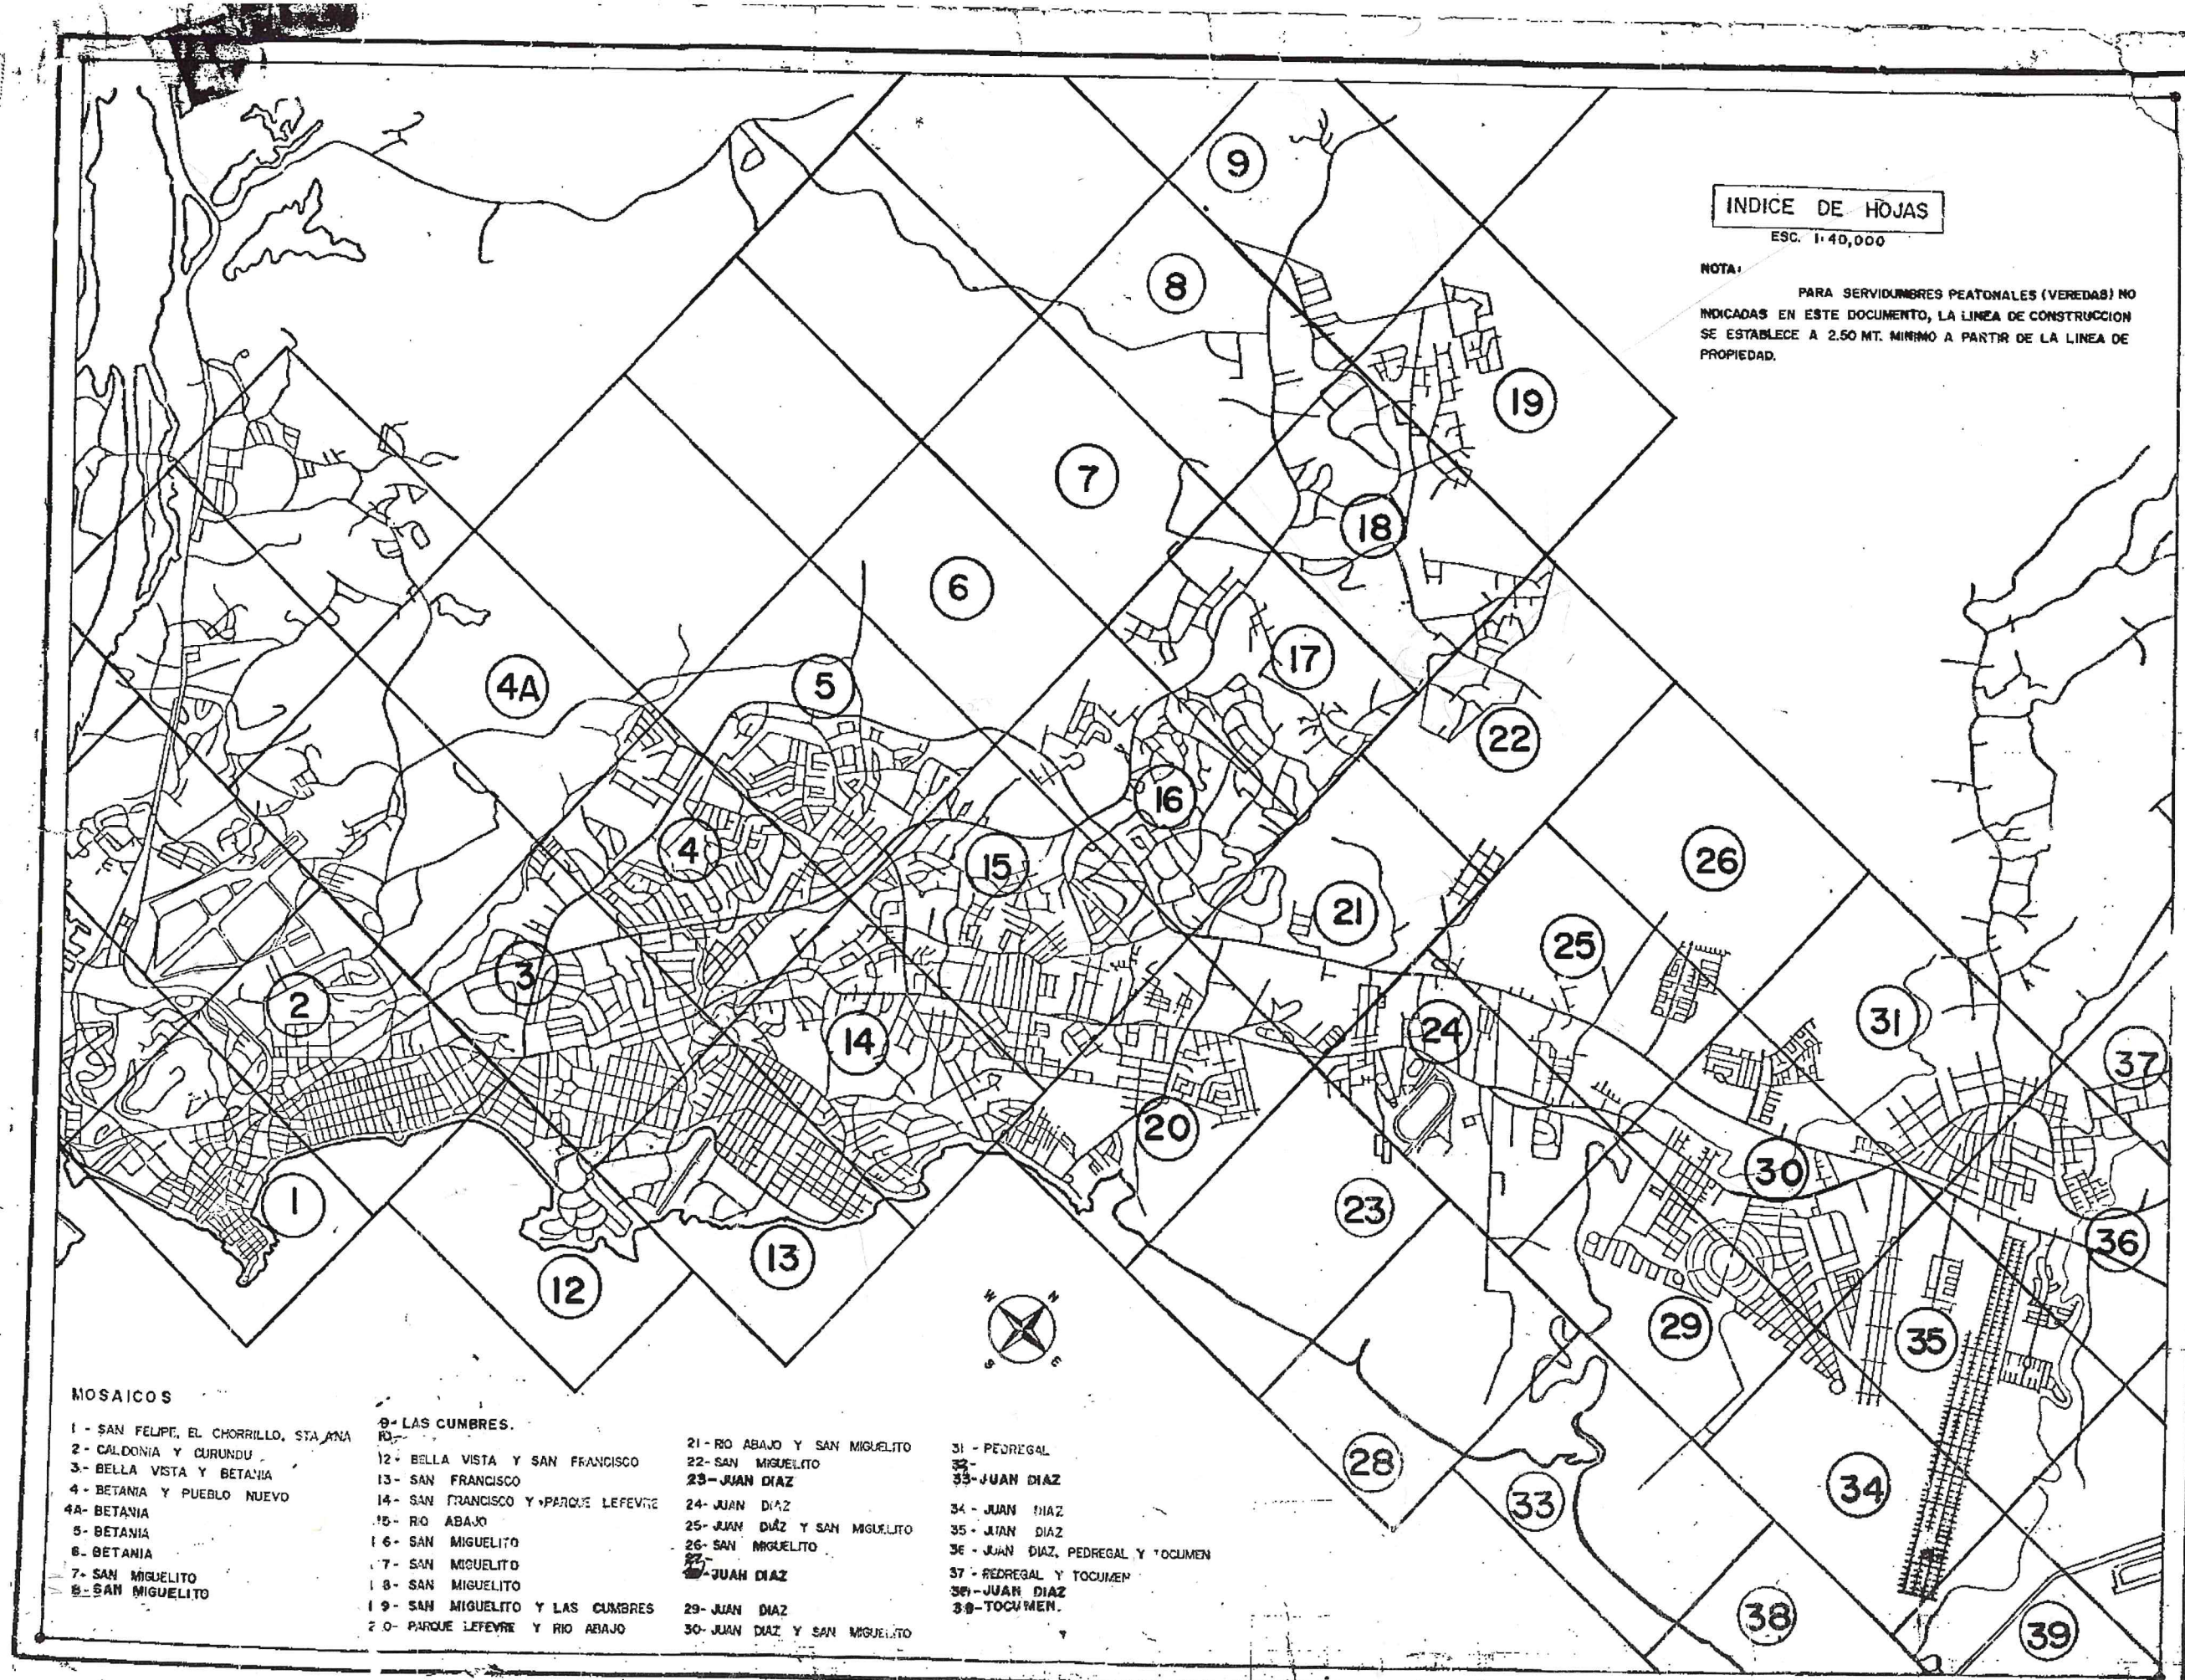 INDICE DE HOJAS
ESC. 1:40,000
NOTA:
PARA SERVIDUMBRES PEATONALES (VEREDAS) NO
INDICADAS EN ESTE DOCUMENTO, LA LINEA DE CONSTRUCCION
SE ESTABLECE A 2.50 MT. MINIMO A PARTIR DE LA LINEA DE
PROPIEDAD.
9
8
19
7
18
6
17
4A
5
22
16
4
15
26
21
25
3
2
14
24
31
37
20
30
1
23
36
12
13
29
35
28
33
34
38
39
N
E
S
W
MOSAICOS
1 - SAN FELIPE, EL CHORRILLO, STA ANA
2 - CALDONIA Y CURUNDU
3.- BELLA VISTA Y BETANIA
4 - BETANIA Y PUEBLO NUEVO
4A- BETANIA
5- BETANIA
6- BETANIA
7- SAN MIGUELITO
8- SAN MIGUELITO
9- LAS CUMBRES.
10-
12- BELLA VISTA Y SAN FRANCISCO
13- SAN FRANCISCO
14- SAN FRANCISCO Y PARQUE LEFEVRE
15- RIO ABAJO
16- SAN MIGUELITO
17- SAN MIGUELITO
18- SAN MIGUELITO
19- SAN MIGUELITO Y LAS CUMBRES
20- PARQUE LEFEVRE Y RIO ABAJO
21- RIO ABAJO Y SAN MIGUELITO
22- SAN MIGUELITO
23- JUAN DIAZ
24- JUAN DIAZ
25- JUAN DIAZ Y SAN MIGUELITO
26- SAN MIGUELITO
27-
-JUAN DIAZ
29- JUAN DIAZ
30- JUAN DIAZ Y SAN MIGUELITO
31 - PEDREGAL
32-
33- JUAN DIAZ
34 - JUAN DIAZ
35 - JUAN DIAZ
36 - JUAN DIAZ, PEDREGAL Y TOCUMEN
37 - PEDREGAL Y TOCUMEN
38- JUAN DIAZ
39- TOCUMEN.